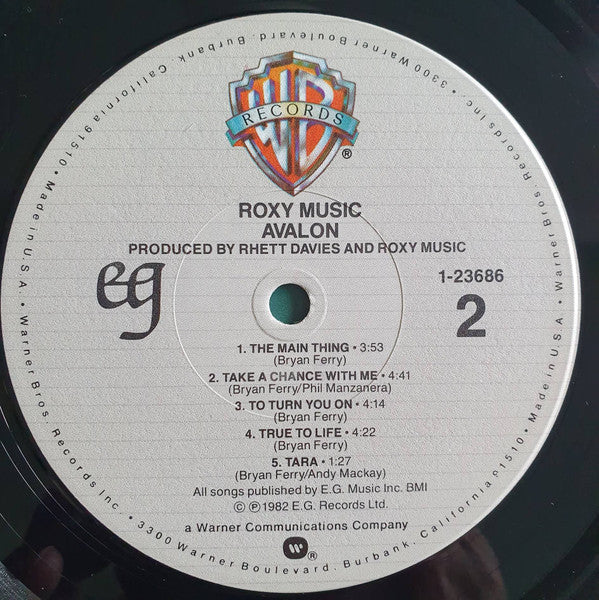 WB
RECORDS
®
ROXY MUSIC
AVALON
PRODUCED BY RHETT DAVIES AND ROXY MUSIC
eg
1-23686
2
1. THE MAIN THING • 3:53
(Bryan Ferry)
2. TAKE A CHANCE WITH ME • 4:41
(Bryan Ferry/Phil Manzanera)
3. TO TURN YOU ON • 4:14
(Bryan Ferry)
4. TRUE TO LIFE • 4:22
(Bryan Ferry)
5. TARA • 1:27
(Bryan Ferry/Andy Mackay)
All songs published by E.G. Music Inc. BMI
© ℗ 1982 E.G. Records Ltd.
a Warner Communications Company
®
Made in U.S.A. • Warner Bros. Records Inc. • 3300 Warner Boulevard, Burbank, California 91510 • Made in U.S.A. • Warner Bros. Records Inc. • 3300 Warner Boulevard, Burbank, California 91510 •